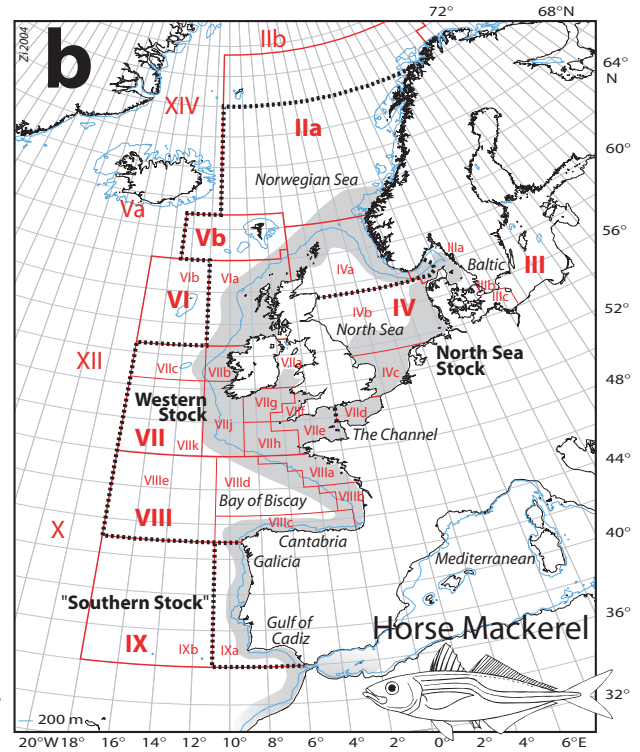 72°
68°N
Zi 2004
b
IIb
64°
N
XIV
IIa
60°
Norwegian Sea
Va
Vb
56°
IIIa
Baltic
III
VIb
VIa
IVa
IIIb
IIIc
VI
IVb
IV
52°
North Sea
XII
North Sea
Stock
VIIc
VIIb
VIIa
IVc
48°
Western
Stock
VIIg
VIIf
VIId
VIIj
VIIe
The Channel
VII
VIIk
VIIh
44°
VIIIe
VIIId
VIIIa
VIIIb
Bay of Biscay
VIII
VIIIc
X
40°
Cantabria
Galicia
Mediterranean
"Southern Stock"
36°
Gulf of
Cadiz
Horse Mackerel
IX
IXb
IXa
32°
200 m
20°W
18°
16°
14°
12°
10°
8°
6°
4°
2°
0°
2°
4°
6°E